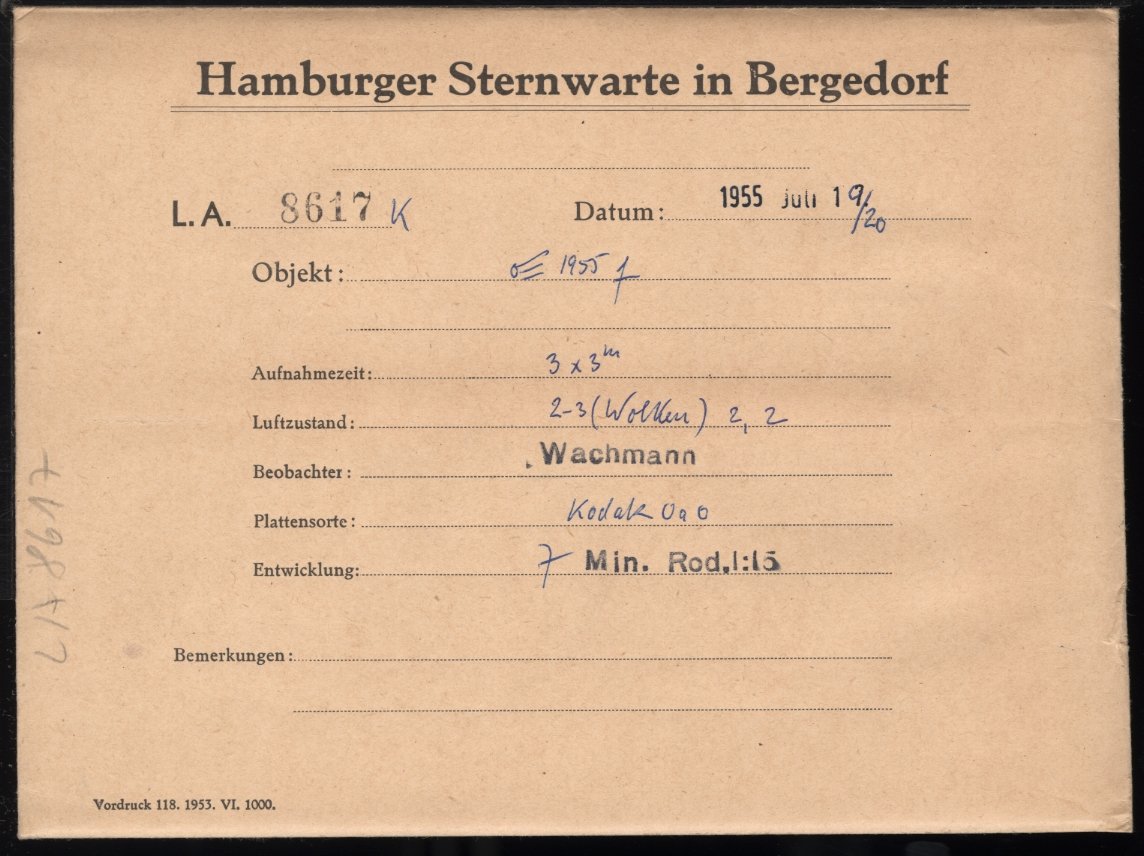 Hamburger Sternwarte in Bergedorf
L. A. 8617 K
Datum: 1955 Juli 19/20
Objekt: ☄ 1955 f
Aufnahmezeit: 3 x 3ᵐ
Luftzustand: 2-3 (Wolken) 2, 2
Beobachter: Wachmann
Plattensorte: Kodak OaO
Entwicklung: 7 Min. Rod. 1:15
Bemerkungen:
Vordruck 118. 1953. VI. 1000.
LA 8617